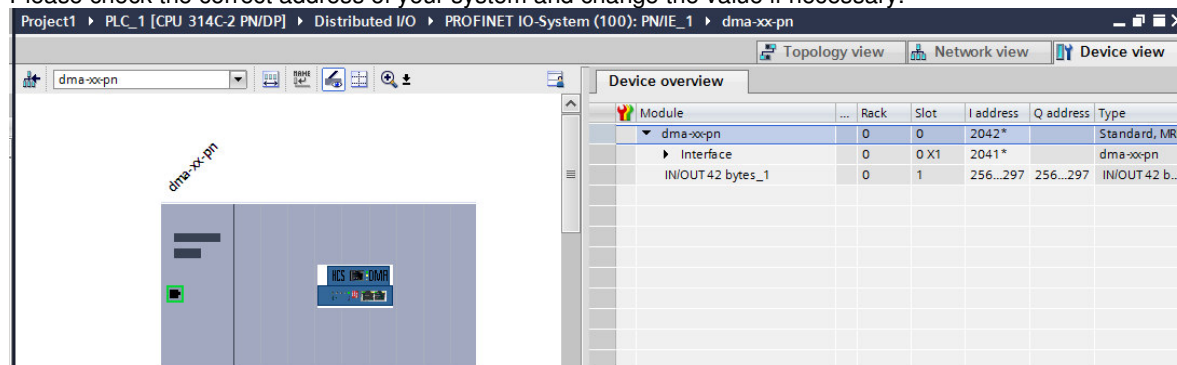 Please check the correct address of your system and change the value if necessary.
Project1 ▸ PLC_1 [CPU 314C-2 PN/DP] ▸ Distributed I/O ▸ PROFINET IO-System (100): PN/IE_1 ▸ dma-xx-pn
Topology view Network view Device view
dma-xx-pn
Device overview
Module ... Rack Slot I address Q address Type
dma-xx-pn 0 0 2042* Standard, MR
Interface 0 0 X1 2041* dma-xx-pn
IN/OUT 42 bytes_1 0 1 256...297 256...297 IN/OUT 42 b..
dma-xx-pn
HCS DMA